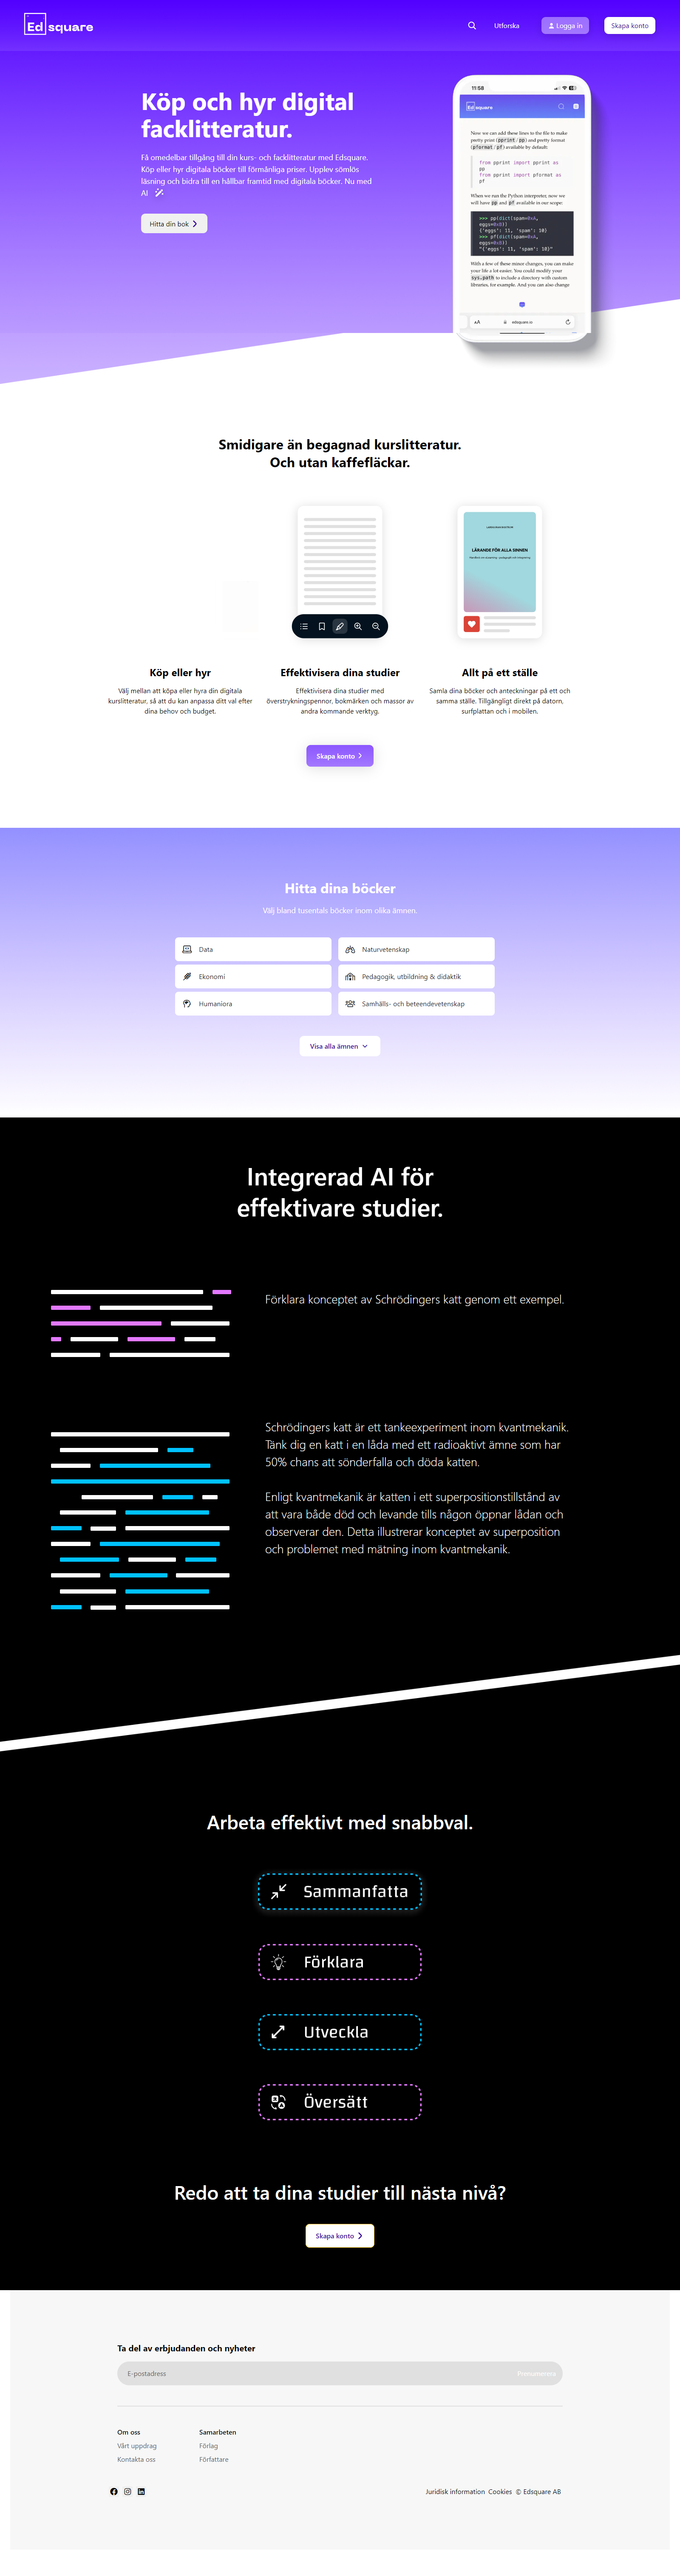 Ed square
Utforska
Logga in
Skapa konto
Köp och hyr digital
facklitteratur.
Få omedelbar tillgång till din kurs- och facklitteratur med Edsquare.
Köp eller hyr digitala böcker till förmånliga priser. Upplev sömlös
läsning och bidra till en hållbar framtid med digitala böcker. Nu med
AI
Hitta din bok
11:58
Ed square
Now we can add these lines to the file to make
pretty print (pprint/pp) and pretty format
(pformat/pf) available by default:
from pprint import pprint as
pp
from pprint import pformat as
pf
When we run the Python interpreter, now we
will have pp and pf available in our scope:
>>> pp(dict(spam=0xA,
eggs=0xB))
{'eggs': 11, 'spam': 10}
>>> pf(dict(spam=0xA,
eggs=0xB))
"{'eggs': 11, 'spam': 10}"
With a few of these minor changes, you can make
your life a lot easier. You could modify your
sys.path to include a directory with custom
libraries, for example. And you can also change
AA
edsquare.io
Smidigare än begagnad kurslitteratur.
Och utan kaffefläckar.
LÄRANDE FÖR ALLA SINNEN
Köp eller hyr
Välj mellan att köpa eller hyra din digitala
kurslitteratur, så att du kan anpassa ditt val efter
dina behov och budget.
Effektivisera dina studier
Effektivisera dina studier med
överstrykningspennor, bokmärken och massor av
andra kommande verktyg.
Allt på ett ställe
Samla dina böcker och anteckningar på ett och
samma ställe. Tillgängligt direkt på datorn,
surfplattan och i mobilen.
Skapa konto
Hitta dina böcker
Välj bland tusentals böcker inom olika ämnen.
Data
Naturvetenskap
Ekonomi
Pedagogik, utbildning & didaktik
Humaniora
Samhälls- och beteendevetenskap
Visa alla ämnen
Integrerad AI för
effektivare studier.
Förklara konceptet av Schrödingers katt genom ett exempel.
Schrödingers katt är ett tankeexperiment inom kvantmekanik.
Tänk dig en katt i en låda med ett radioaktivt ämne som har
50% chans att sönderfalla och döda katten.
Enligt kvantmekanik är katten i ett superpositionstillstånd av
att vara både död och levande tills någon öppnar lådan och
observerar den. Detta illustrerar konceptet av superposition
och problemet med mätning inom kvantmekanik.
Arbeta effektivt med snabbval.
Sammanfatta
Förklara
Utveckla
Översätt
Redo att ta dina studier till nästa nivå?
Skapa konto
Ta del av erbjudanden och nyheter
E-postadress
Prenumerera
Om oss
Vårt uppdrag
Kontakta oss
Samarbeten
Förlag
Författare
Juridisk information Cookies © Edsquare AB